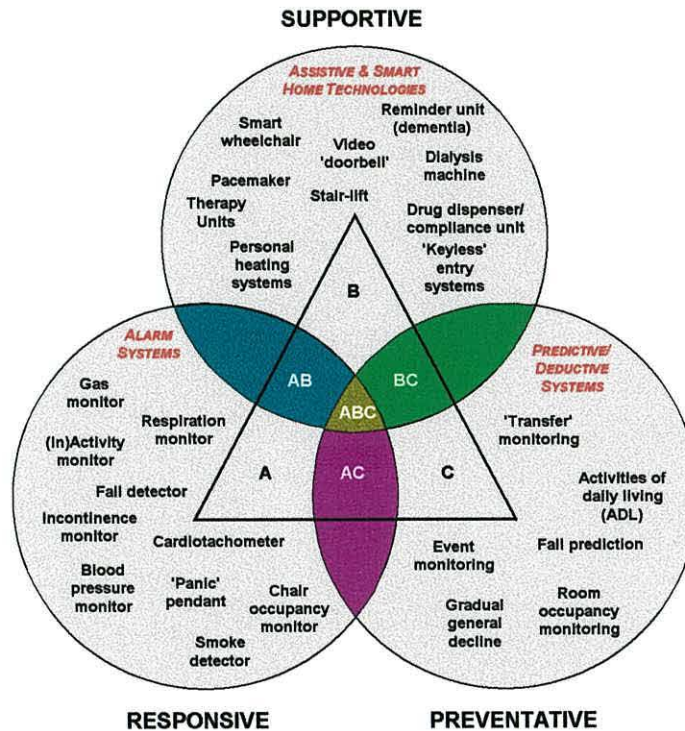 SUPPORTIVE
ASSISTIVE & SMART
HOME TECHNOLOGIES
Smart
wheelchair
Video
'doorbell'
Reminder unit
(dementia)
Dialysis
machine
Pacemaker
Therapy
Units
Stair-lift
Drug dispenser/
compliance unit
Personal
heating
systems
'Keyless'
entry
systems
B
ALARM
SYSTEMS
AB
BC
ABC
PREDICTIVE/
DEDUCTIVE
SYSTEMS
Gas
monitor
Respiration
monitor
(In)Activity
monitor
Fall detector
Incontinence
monitor
Cardiotachometer
Blood
pressure
monitor
'Panic'
pendant
Chair
occupancy
monitor
Smoke
detector
A
AC
C
'Transfer'
monitoring
Activities of
daily living
(ADL)
Event
monitoring
Fall prediction
Gradual
general
decline
Room
occupancy
monitoring
RESPONSIVE
PREVENTATIVE